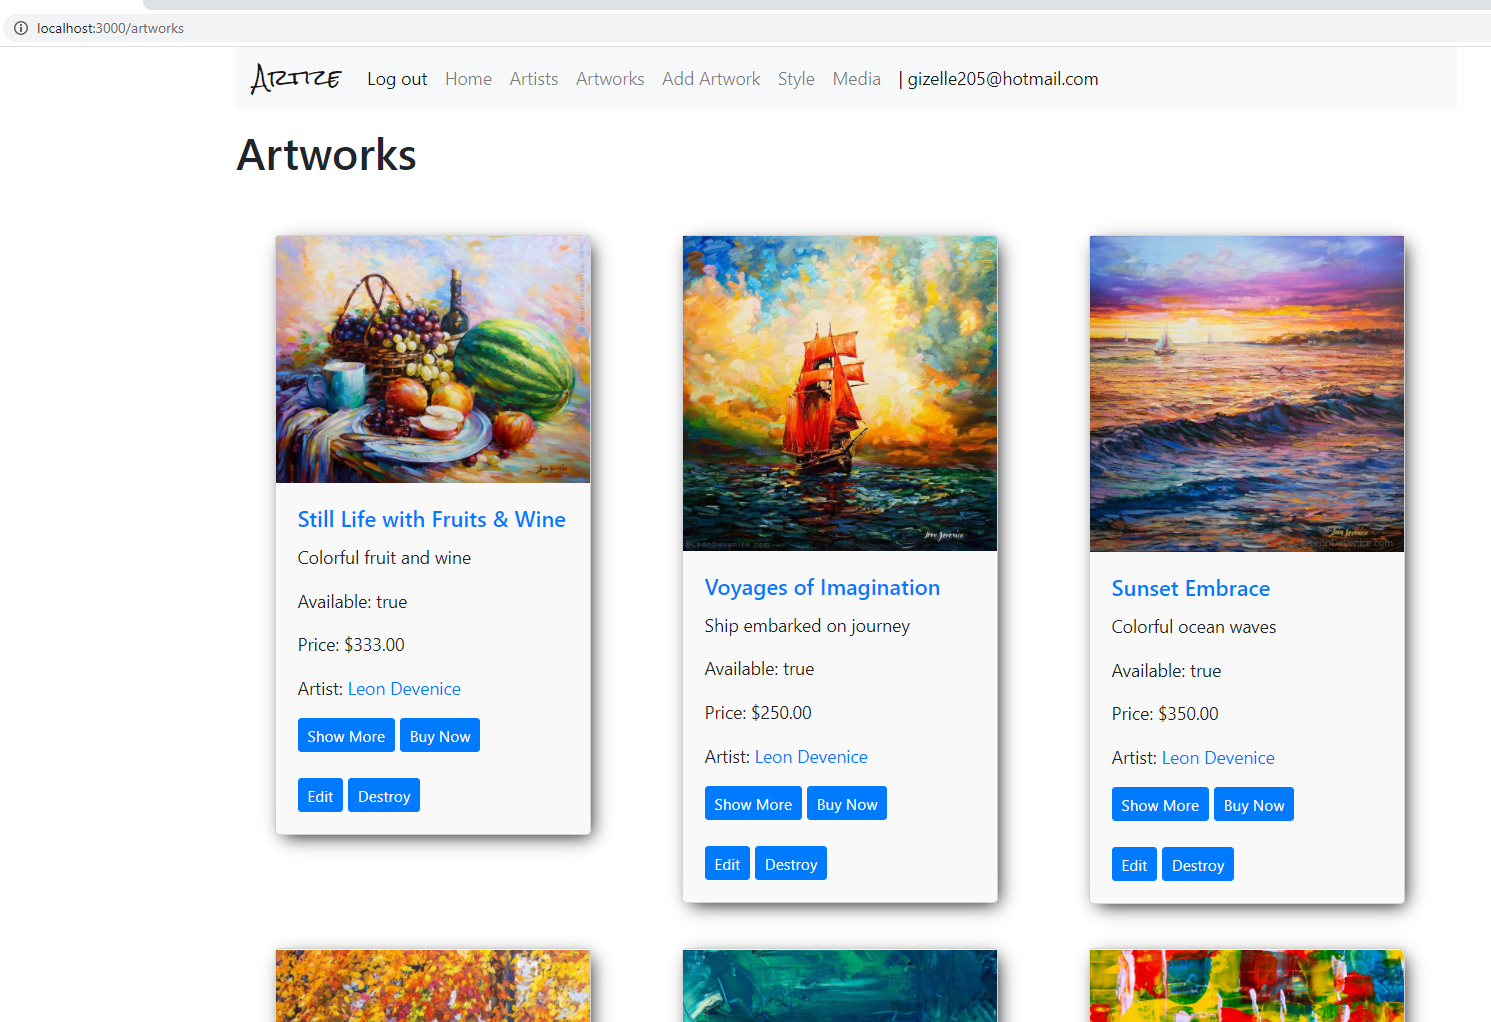 localhost:3000/artworks
Artize Log out Home Artists Artworks Add Artwork Style Media | gizelle205@hotmail.com
Artworks
Still Life with Fruits & Wine
Colorful fruit and wine
Available: true
Price: $333.00
Artist: Leon Devenice
Show More Buy Now
Edit Destroy
Leon Devenice
Voyages of Imagination
Ship embarked on journey
Available: true
Price: $250.00
Artist: Leon Devenice
Show More Buy Now
Edit Destroy
LeonDevenice.com
Sunset Embrace
Colorful ocean waves
Available: true
Price: $350.00
Artist: Leon Devenice
Show More Buy Now
Edit Destroy